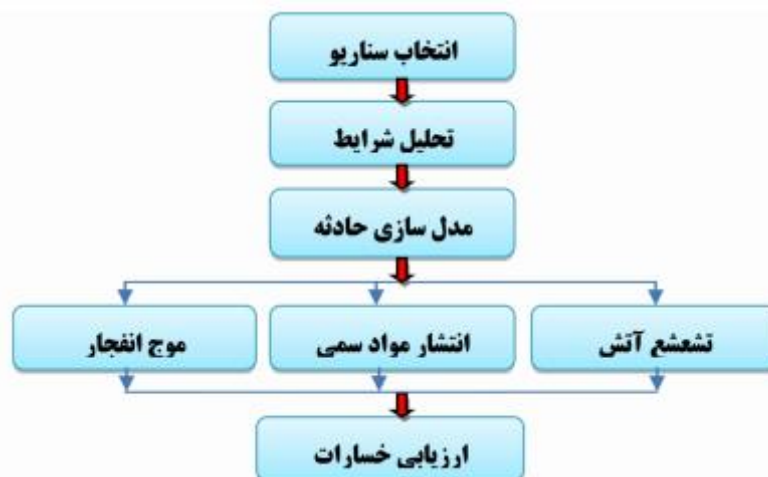 انتخاب سناریو
تحلیل شرایط
مدل سازی حادثه
تشعشع آتش
انتشار مواد سمی
موج انفجار
ارزیابی خسارات